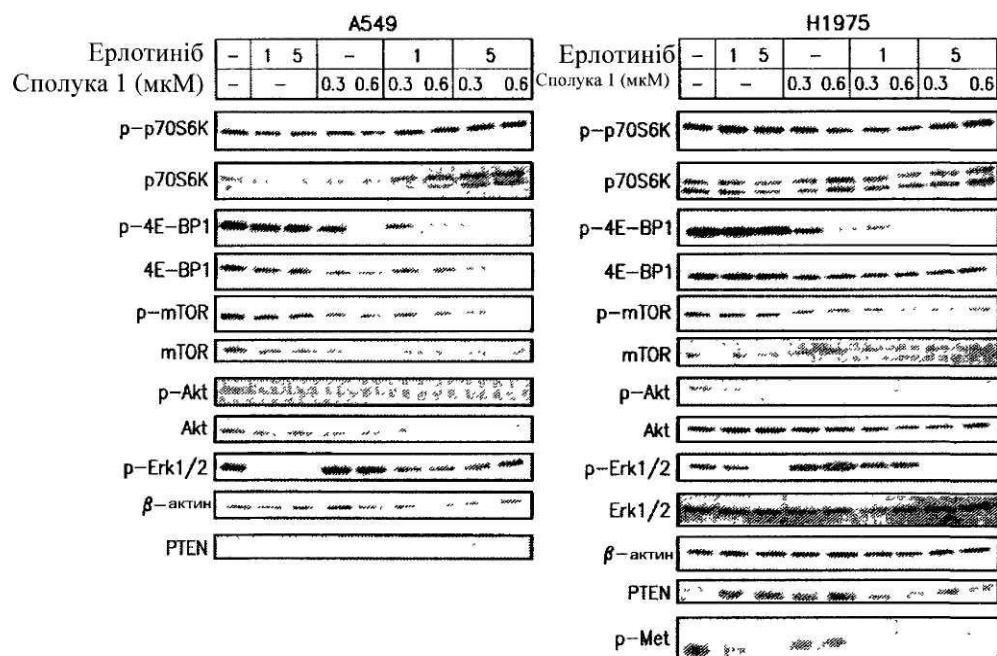 A549
Ерлотиніб – 1 5 – 1 5
Сполука 1 (мкМ) – – 0.3 0.6 0.3 0.6 0.3 0.6
p-p70S6K
p70S6K
p-4E-BP1
4E-BP1
p-mTOR
mTOR
p-Akt
Akt
p-Erk1/2
β-актин
PTEN
H1975
Ерлотиніб – 1 5 – 1 5
Сполука 1 (мкМ) – – 0.3 0.6 0.3 0.6 0.3 0.6
p-p70S6K
p70S6K
p-4E-BP1
4E-BP1
p-mTOR
mTOR
p-Akt
Akt
p-Erk1/2
Erk1/2
β-актин
PTEN
p-Met